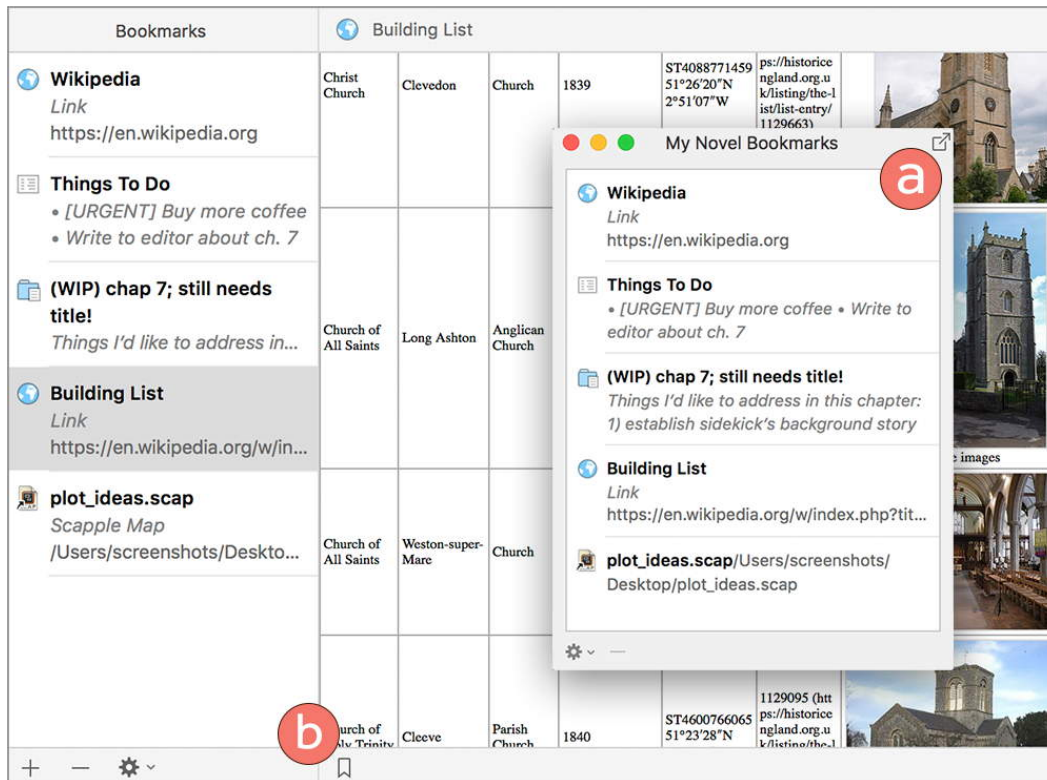 Bookmarks
Building List
Wikipedia
Link
https://en.wikipedia.org
Things To Do
• [URGENT] Buy more coffee
• Write to editor about ch. 7
(WIP) chap 7; still needs
title!
Things I’d like to address in...
Building List
Link
https://en.wikipedia.org/w/in...
plot_ideas.scap
Scapple Map
/Users/screenshots/Deskto...
Christ
Church
Clevedon
Church
1839
ST4088771459
51°26′20″N
2°51′07″W
ps://historice
ngland.org.u
k/listing/the-l
ist/list-entry/
1129663)
Church of
All Saints
Long Ashton
Anglican
Church
e images
Church of
All Saints
Weston-super-
Mare
Church
urch of
ly Trinity
Cleeve
Parish
Church
1840
ST4600766065
51°23′28″N
1129095 (htt
ps://historice
ngland.org.u
k/listing/the-l
My Novel Bookmarks
a
Wikipedia
Link
https://en.wikipedia.org
Things To Do
• [URGENT] Buy more coffee • Write to
editor about ch. 7
(WIP) chap 7; still needs title!
Things I’d like to address in this chapter:
1) establish sidekick’s background story
Building List
Link
https://en.wikipedia.org/w/index.php?tit...
plot_ideas.scap/Users/screenshots/
Desktop/plot_ideas.scap
b